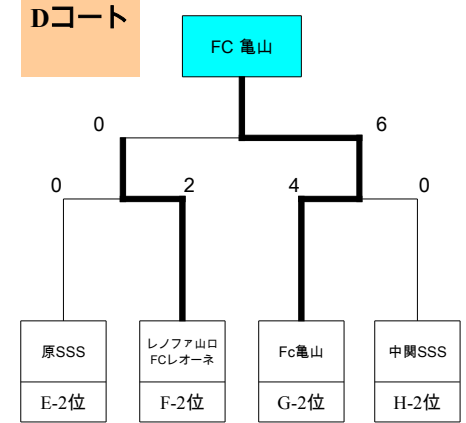 Dコート
FC 亀山
0
6
0
2
4
0
原SSS
レノファ山口
FCレオーネ
Fc亀山
中関SSS
E-2位
F-2位
G-2位
H-2位